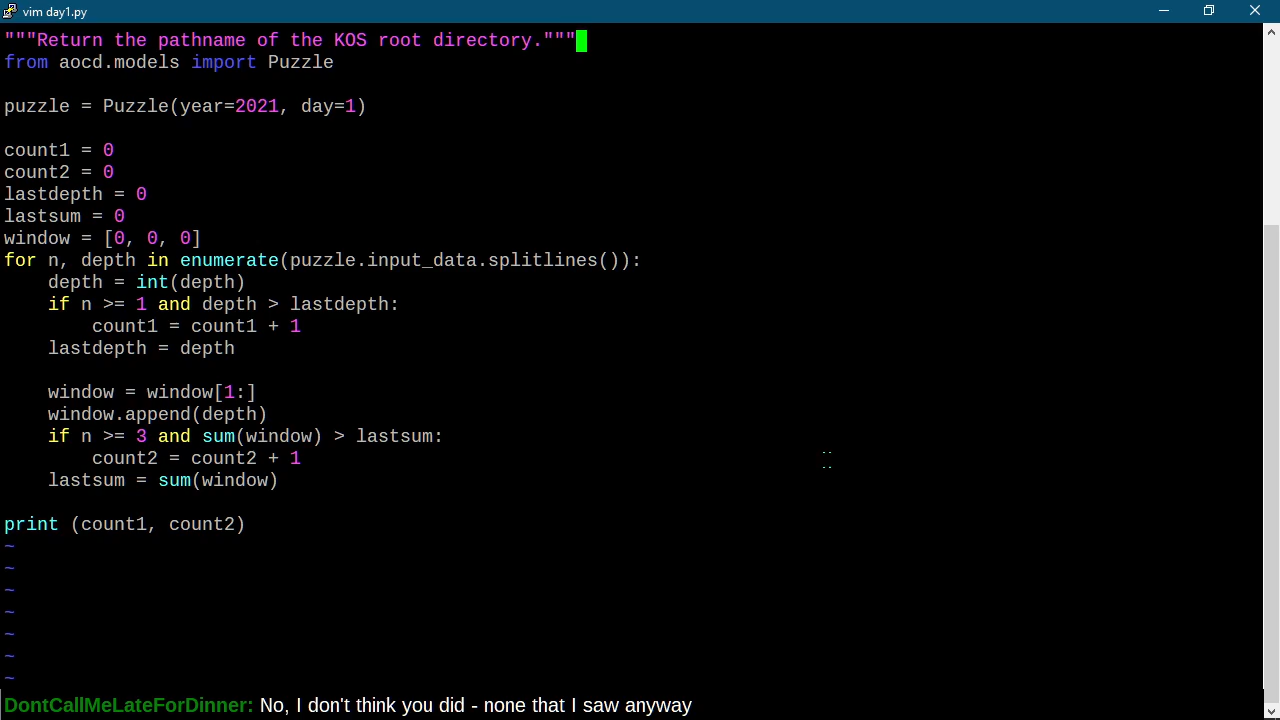 vim day1.py
"""Return the pathname of the KOS root directory."""
from aocd.models import Puzzle

puzzle = Puzzle(year=2021, day=1)

count1 = 0
count2 = 0
lastdepth = 0
lastsum = 0
window = [0, 0, 0]
for n, depth in enumerate(puzzle.input_data.splitlines()):
    depth = int(depth)
    if n >= 1 and depth > lastdepth:
        count1 = count1 + 1
    lastdepth = depth

    window = window[1:]
    window.append(depth)
    if n >= 3 and sum(window) > lastsum:
        count2 = count2 + 1
    lastsum = sum(window)

print (count1, count2)
~
~
~
~
~
~
~
DontCallMeLateForDinner: No, I don't think you did - none that I saw anyway